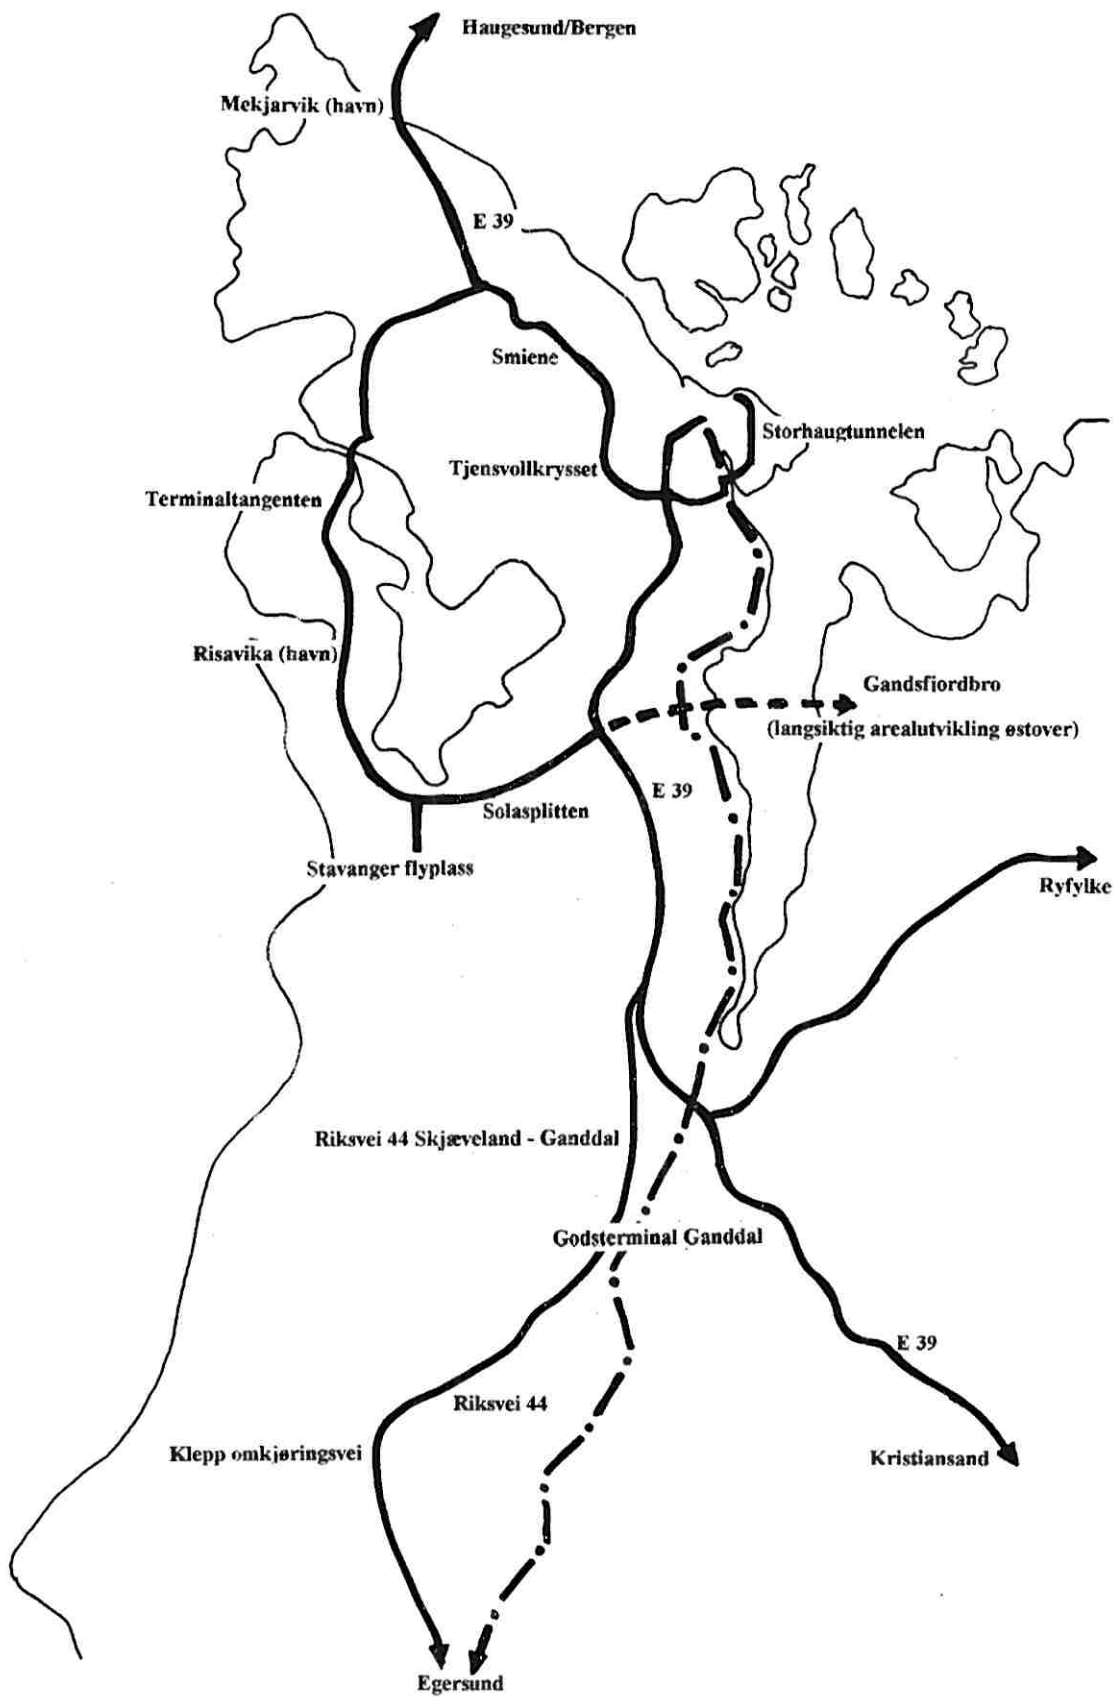 Haugesund/Bergen
Mekjarvik (havn)
E 39
Smiene
Storhaugtunnelen
Tjensvollkrysset
Terminaltangenten
Risavika (havn)
Gandsfjordbro
(langsiktig arealutvikling østover)
E 39
Solasplitten
Stavanger flyplass
Ryfylke
Riksvei 44 Skjæveland - Ganddal
Godsterminal Ganddal
E 39
Riksvei 44
Klepp omkjøringsvei
Kristiansand
Egersund